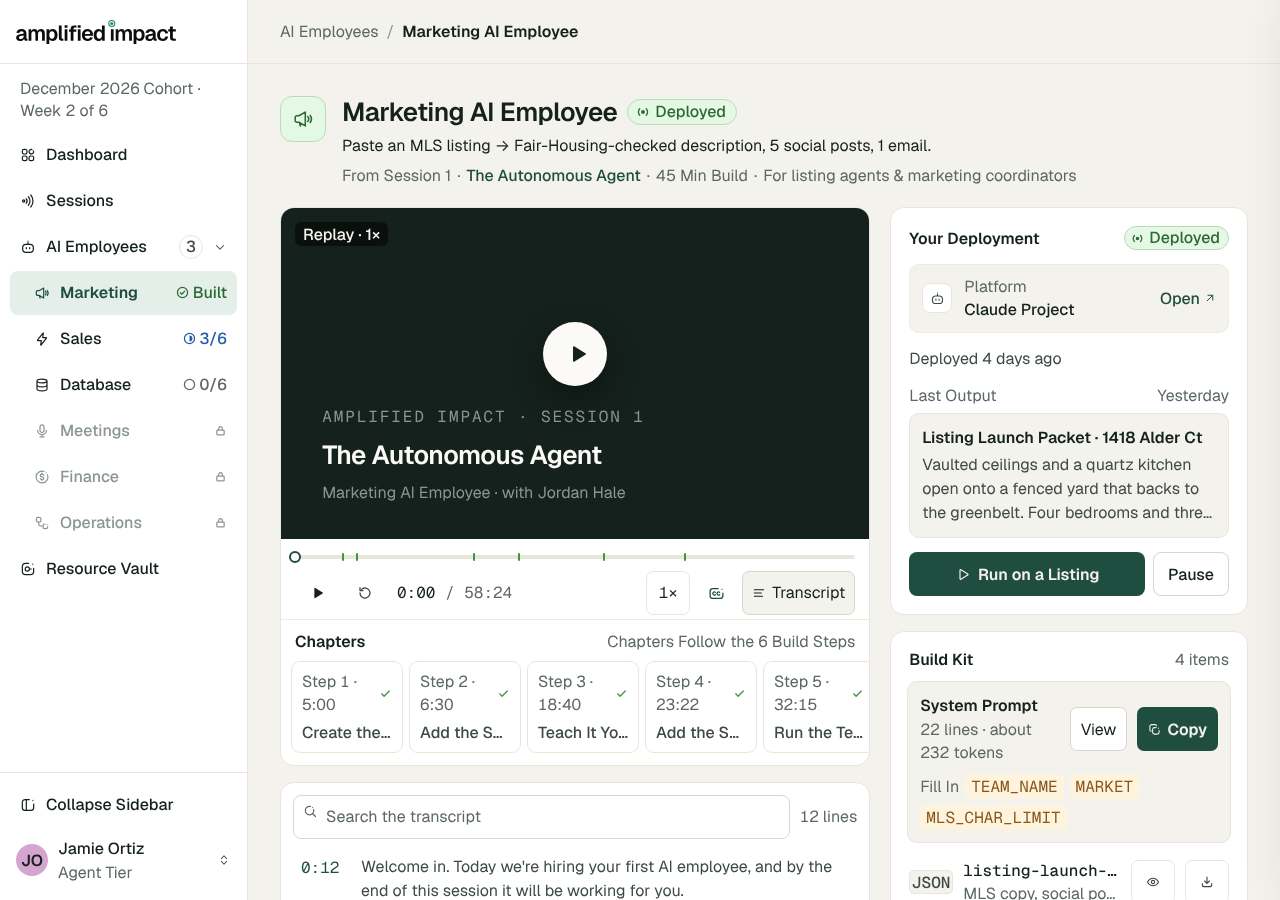 amplified impact
December 2026 Cohort ·
Week 2 of 6
Dashboard
Sessions
AI Employees 3
Marketing Built
Sales 3/6
Database 0/6
Meetings
Finance
Operations
Resource Vault
Collapse Sidebar
JO
Jamie Ortiz
Agent Tier
AI Employees / Marketing AI Employee
Marketing AI Employee Deployed
Paste an MLS listing → Fair-Housing-checked description, 5 social posts, 1 email.
From Session 1 · The Autonomous Agent · 45 Min Build · For listing agents & marketing coordinators
Replay · 1×
AMPLIFIED IMPACT · SESSION 1
The Autonomous Agent
Marketing AI Employee · with Jordan Hale
0:00 / 58:24
1×
CC
Transcript
Chapters
Chapters Follow the 6 Build Steps
Step 1 ·
5:00
Create the...
Step 2 ·
6:30
Add the S...
Step 3 ·
18:40
Teach It Yo...
Step 4 ·
23:22
Add the S...
Step 5 ·
32:15
Run the Te...
Search the transcript
12 lines
0:12 Welcome in. Today we're hiring your first AI employee, and by the
end of this session it will be working for you.
Your Deployment Deployed
Platform
Claude Project
Open ↗
Deployed 4 days ago
Last Output Yesterday
Listing Launch Packet · 1418 Alder Ct
Vaulted ceilings and a quartz kitchen
open onto a fenced yard that backs to
the greenbelt. Four bedrooms and thre...
Run on a Listing
Pause
Build Kit 4 items
System Prompt
22 lines · about
232 tokens
View
Copy
Fill In TEAM_NAME MARKET
MLS_CHAR_LIMIT
JSON
listing-launch-...
MLS copy, social po...